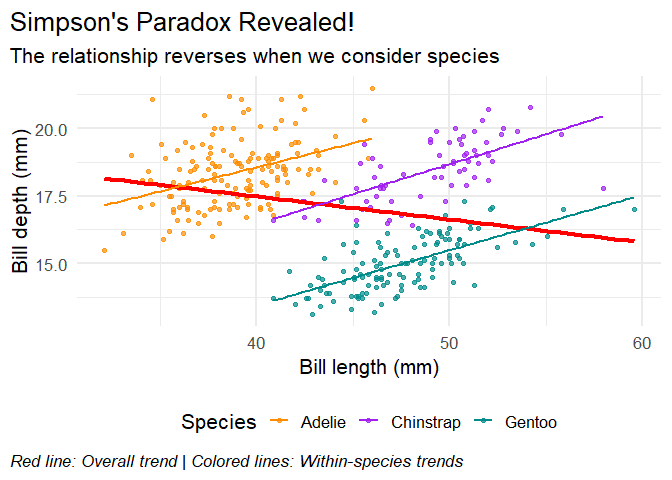 Simpson's Paradox Revealed!
The relationship reverses when we consider species
Bill depth (mm)
20.0
17.5
15.0
40 50 60
Bill length (mm)
Species Adelie Chinstrap Gentoo
Red line: Overall trend | Colored lines: Within-species trends